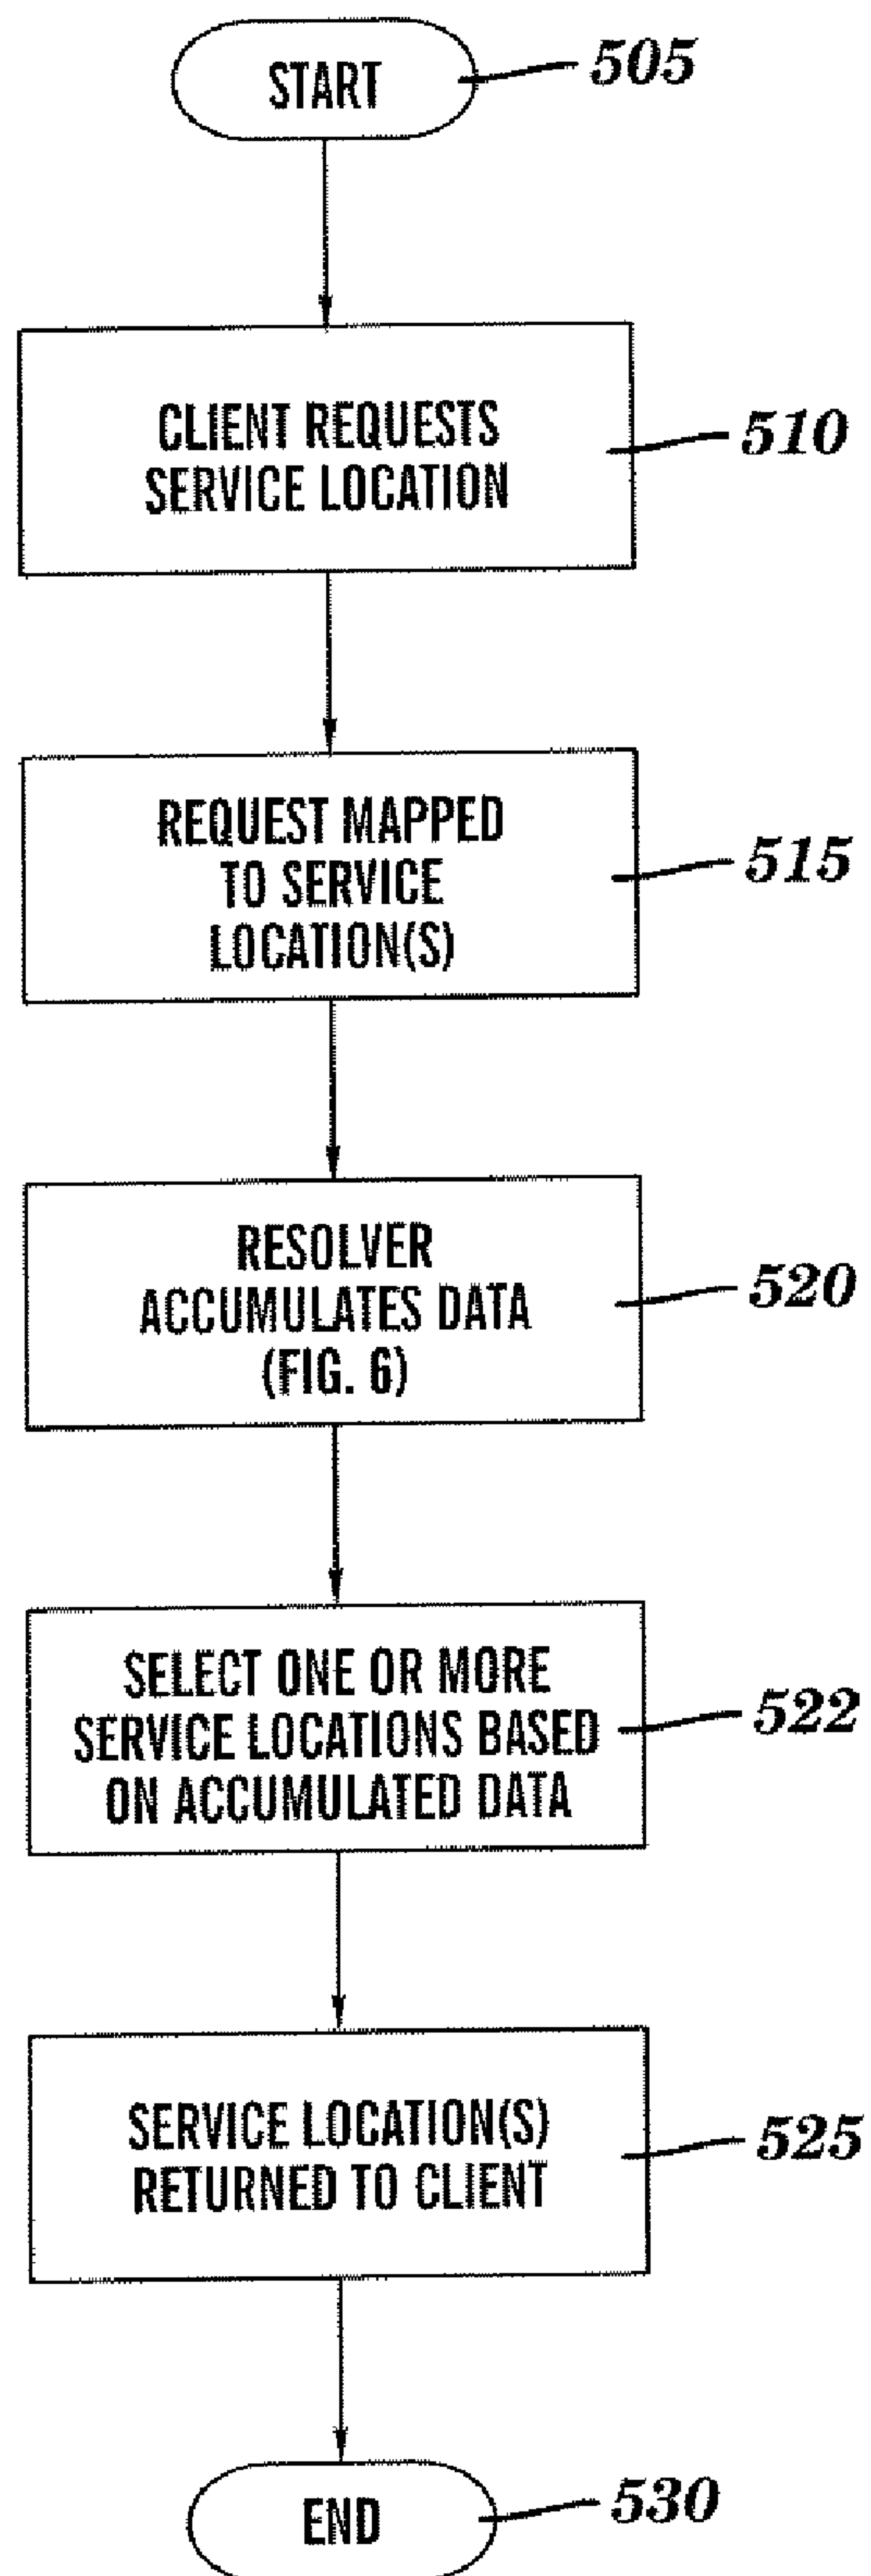 START
505
CLIENT REQUESTS
SERVICE LOCATION
510
REQUEST MAPPED
TO SERVICE
LOCATION(S)
515
RESOLVER
ACCUMULATES DATA
(FIG. 6)
520
SELECT ONE OR MORE
SERVICE LOCATIONS BASED
ON ACCUMULATED DATA
522
SERVICE LOCATION(S)
RETURNED TO CLIENT
525
END
530